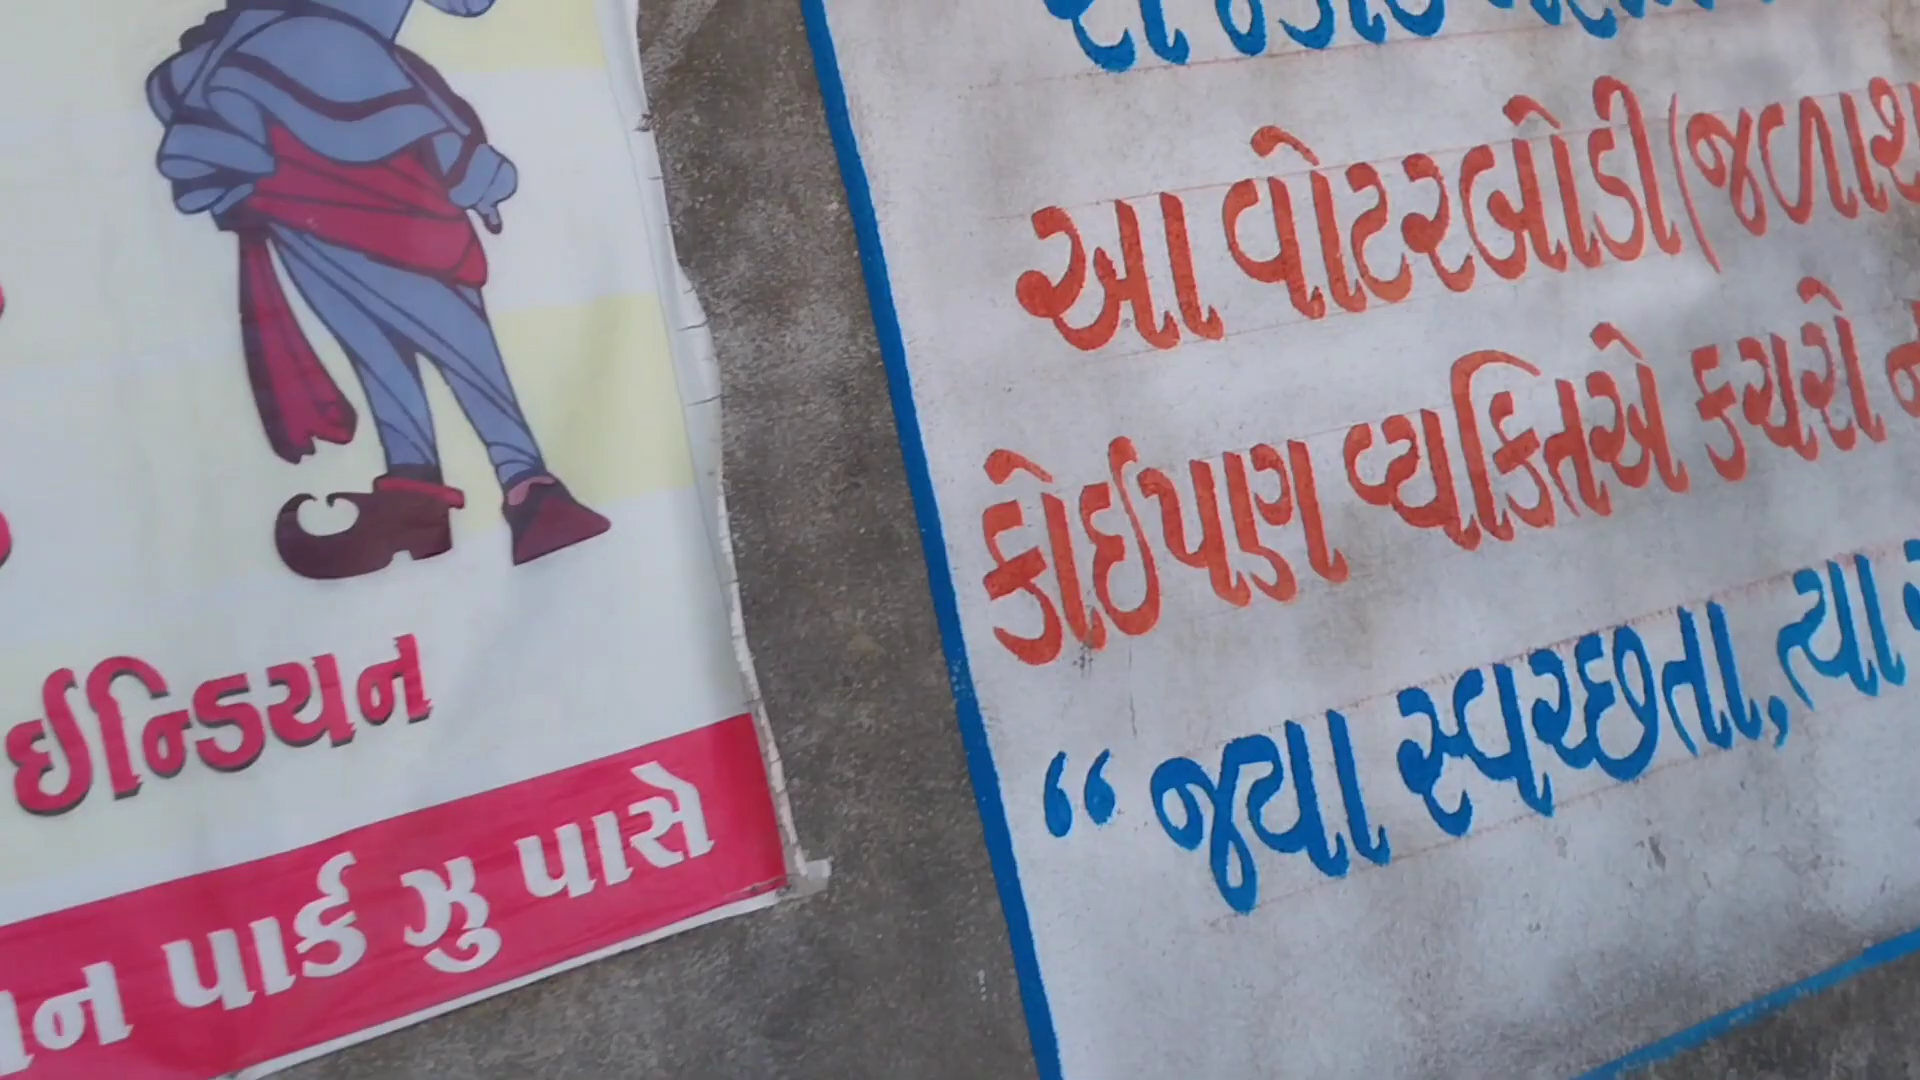 ઈન્ડિયન
પાર્ક ઝુ પાસે
આ વોટરબોડી (જળાશ
કોઈપણ વ્યક્તિએ કચરો
“ જ્યા સ્વચ્છતા, ત્યા